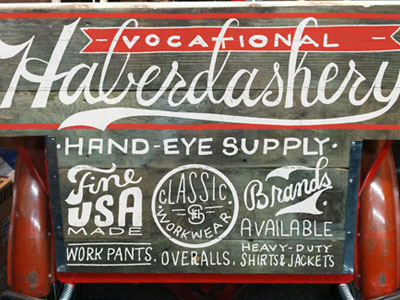 VOCATIONAL
Haberdashery
·HAND-EYE SUPPLY·
Fine
USA
MADE
WORK PANTS.
CLASSIC
WORKWEAR
·OVERALLS.
Brands
AVAILABLE
HEAVY-DUTY
SHIRTS & JACKETS